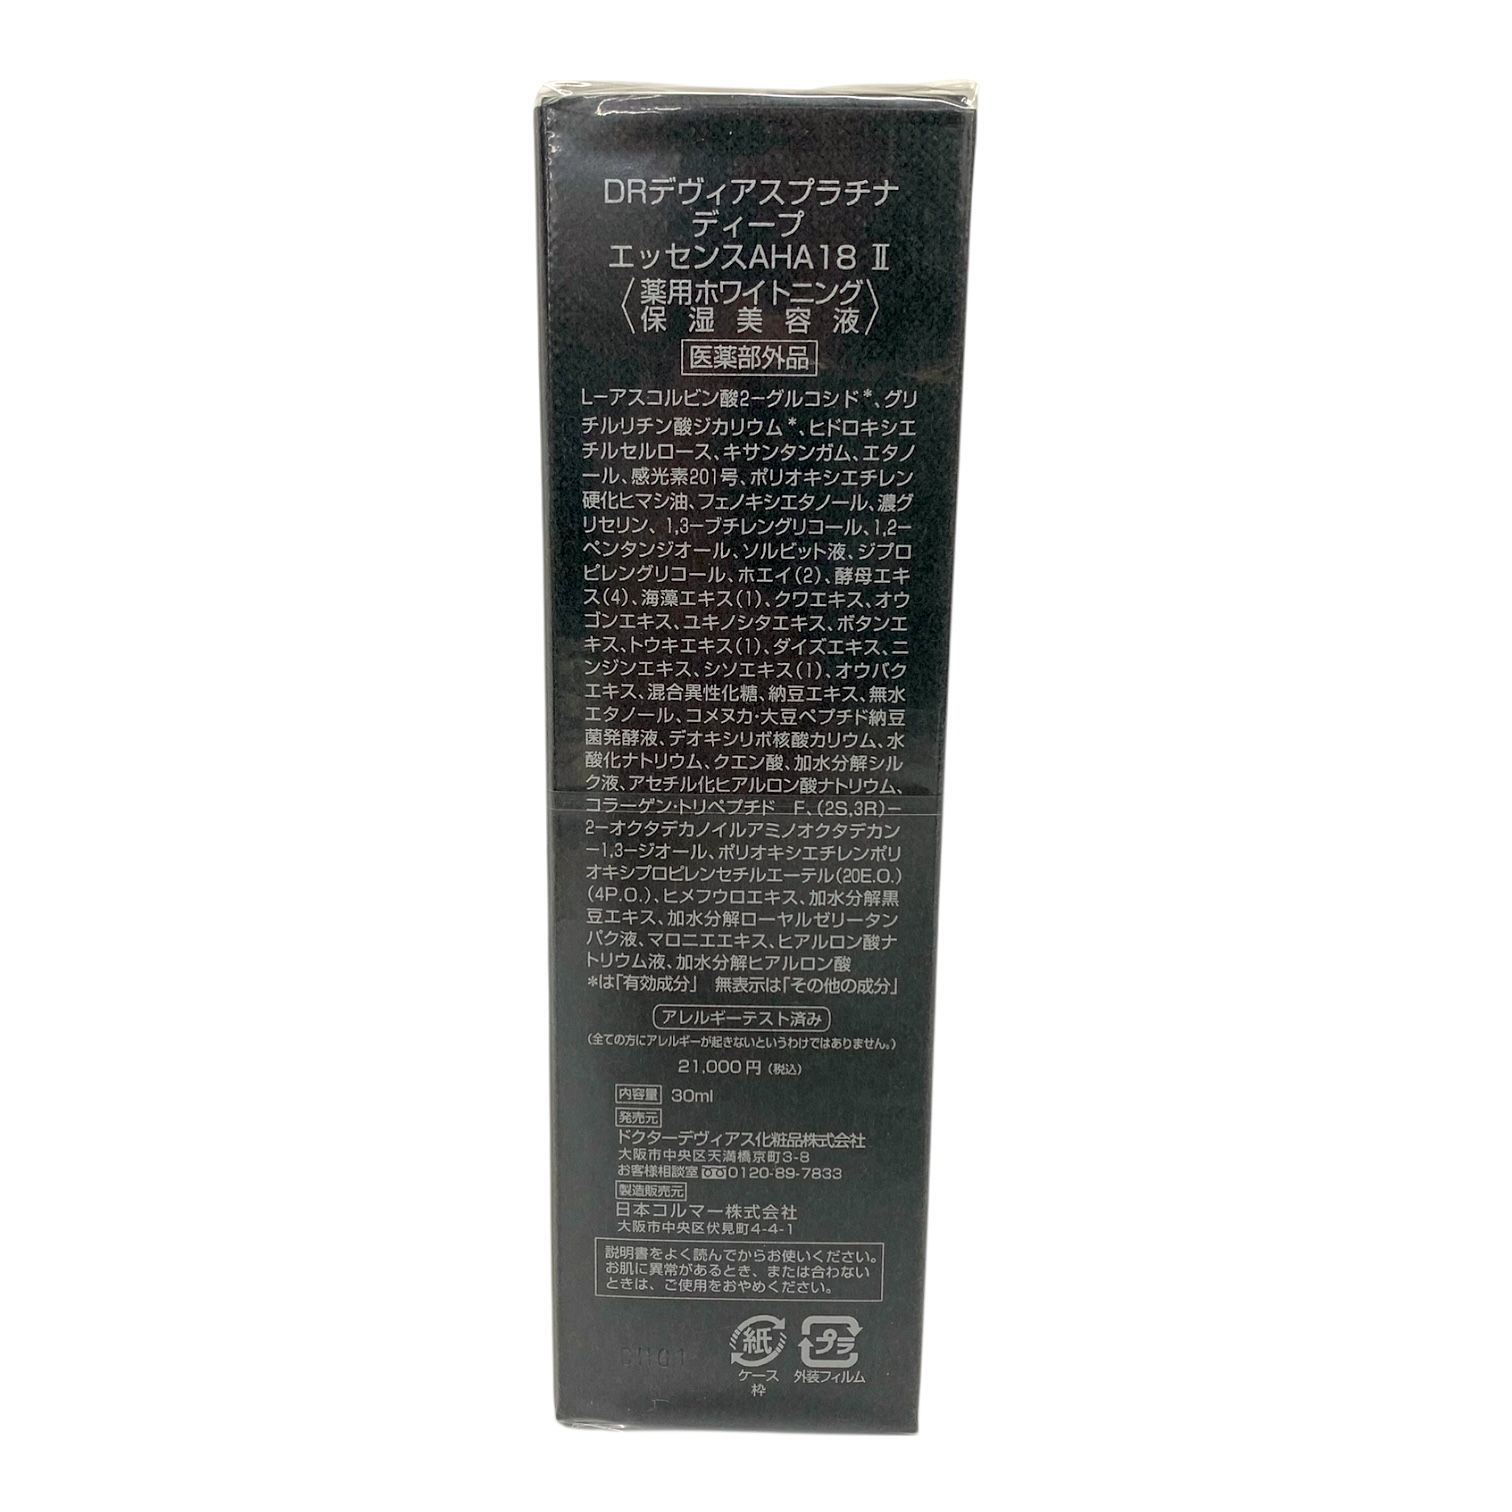 DRデヴィアスプラチナ
ディープ
エッセンスAHA18 Ⅱ
〈薬用ホワイトニング
保湿美容液〉
医薬部外品
L-アスコルビン酸2-グルコシド*、グリ
チルリチン酸ジカリウム*、ヒドロキシエ
チルセルロース、キサンタンガム、エタノ
ール、感光素201号、ポリオキシエチレン
硬化ヒマシ油、フェノキシエタノール、濃グ
リセリン、1,3-ブチレングリコール、1,2-
ペンタンジオール、ソルビット液、ジプロ
ピレングリコール、ホエイ(2)、酵母エキ
ス(4)、海藻エキス(1)、クワエキス、オウ
ゴンエキス、ユキノシタエキス、ボタンエ
キス、トウキエキス(1)、ダイズエキス、ニ
ンジンエキス、シソエキス(1)、オウバク
エキス、混合異性化糖、納豆エキス、無水
エタノール、コメヌカ・大豆ペプチド納豆
菌発酵液、デオキシリボ核酸カリウム、水
酸化ナトリウム、クエン酸、加水分解シル
ク液、アセチル化ヒアルロン酸ナトリウム、
コラーゲン・トリペプチド F、(2S,3R)-
2-オクタデカノイルアミノオクタデカン
-1,3-ジオール、ポリオキシエチレンポリ
オキシプロピレンセチルエーテル(20E.O.)
(4P.O.)、ヒメフウロエキス、加水分解黒
豆エキス、加水分解ローヤルゼリータン
パク液、マロニエエキス、ヒアルロン酸ナ
トリウム液、加水分解ヒアルロン酸
*は「有効成分」 無表示は「その他の成分」
アレルギーテスト済み
(全ての方にアレルギーが起きないというわけではありません。)
21,000円(税込)
内容量 30ml
発売元
ドクターデヴィアス化粧品株式会社
大阪市中央区天満橋京町3-8
お客様相談室 0120-89-7833
製造販売元
日本コルマー株式会社
大阪市中央区伏見町4-4-1
説明書をよく読んでからお使いください。
お肌に異常があるとき、または合わない
ときは、ご使用をおやめください。
紙 プラ
ケース 外装フィルム
枠